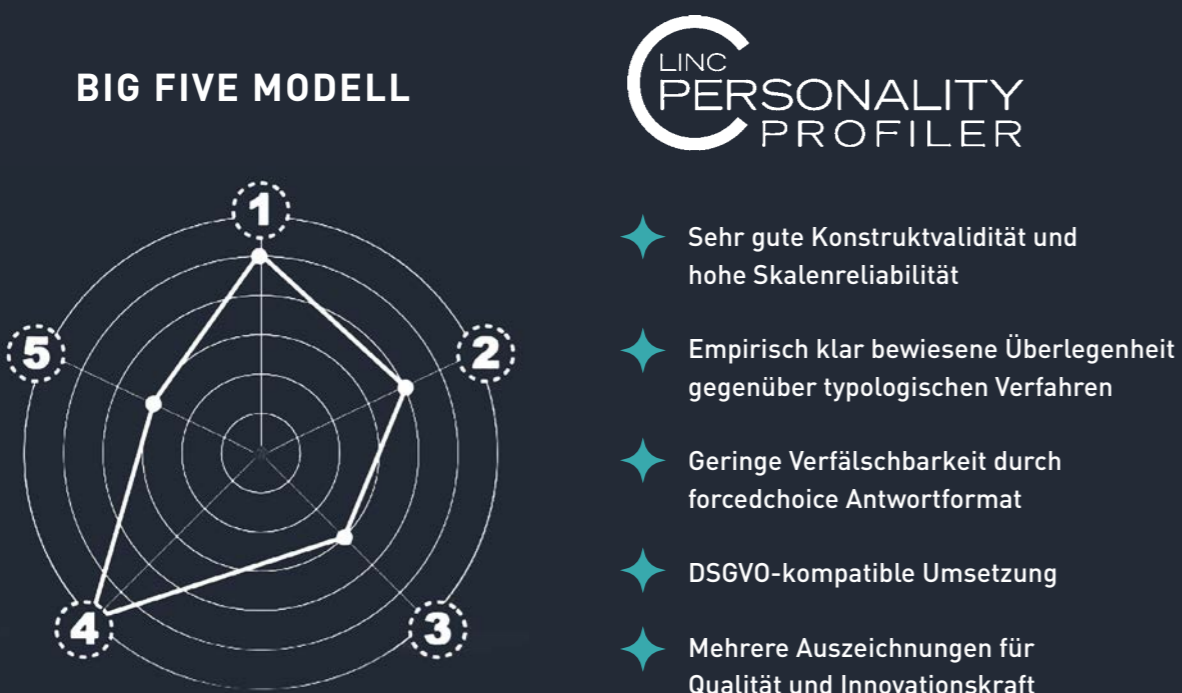 BIG FIVE MODELL
1
2
3
4
5
LINC
PERSONALITY
PROFILER
Sehr gute Konstruktvalidität und
hohe Skalenreliabilität
Empirisch klar bewiesene Überlegenheit
gegenüber typologischen Verfahren
Geringe Verfälschbarkeit durch
forcedchoice Antwortformat
DSGVO-kompatible Umsetzung
Mehrere Auszeichnungen für
Qualität und Innovationskraft